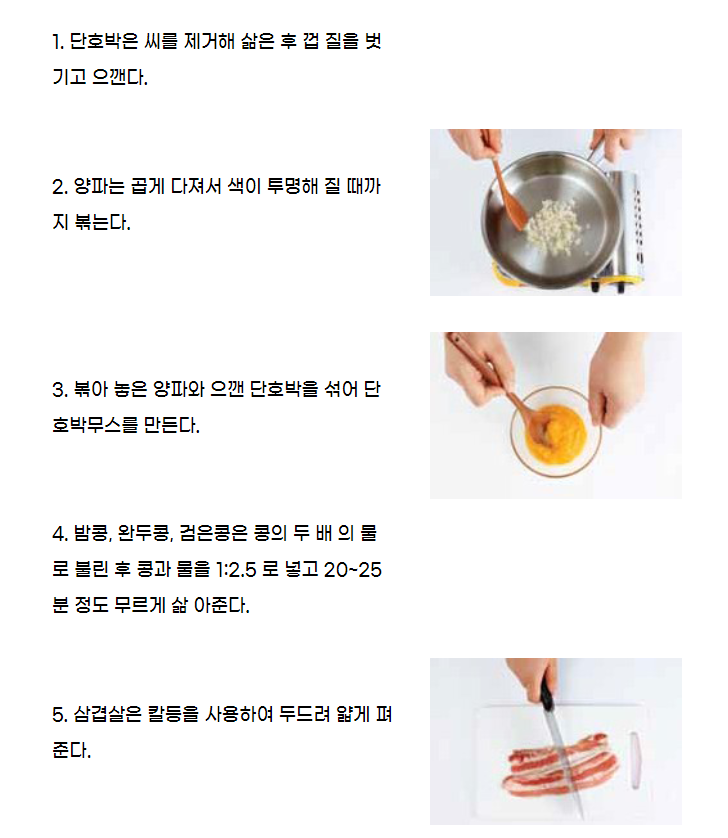 1. 단호박은 씨를 제거해 삶은 후 껍 질을 벗
기고 으깬다.
2. 양파는 곱게 다져서 색이 투명해 질 때까
지 볶는다.
3. 볶아 놓은 양파와 으깬 단호박을 섞어 단
호박무스를 만든다.
4. 밤콩, 완두콩, 검은콩은 콩의 두 배 의 물
로 불린 후 콩과 물을 1:2.5 로 넣고 20~25
분 정도 무르게 삶 아준다.
5. 삼겹살은 칼등을 사용하여 두드려 얇게 펴
준다.